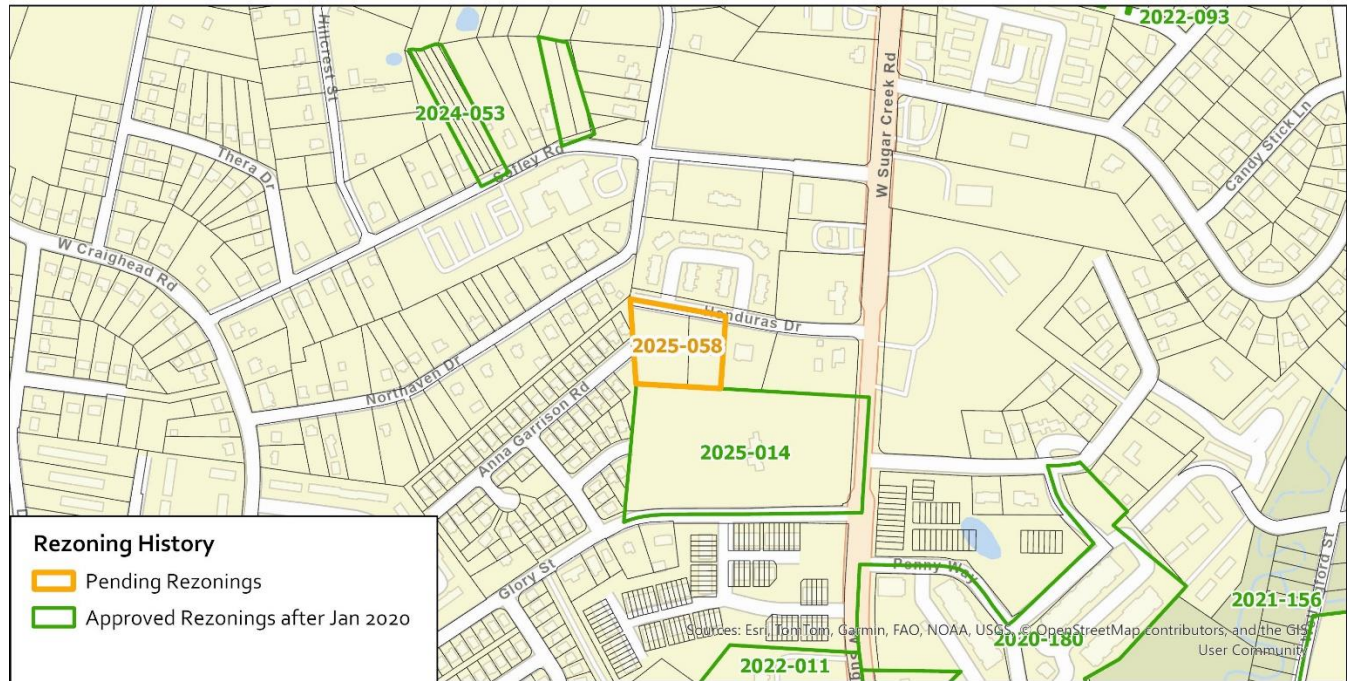 2022-093
Hillcrest St
2024-053
Gotley Rd
W Sugar Creek Rd
Candy Stick Ln
Thera Dr
W Craighead Rd
Honduras Dr
2025-058
Northaven Dr
Anna Garrison Rd
2025-014
Rezoning History
Pending Rezonings
Approved Rezonings after Jan 2020
Glory St
Penny Way
2021-156
2020-180
2022-011
W Sug
Sources: Esri, TomTom, Garmin, FAO, NOAA, USGS, © OpenStreetMap contributors, and the GIS
User Community